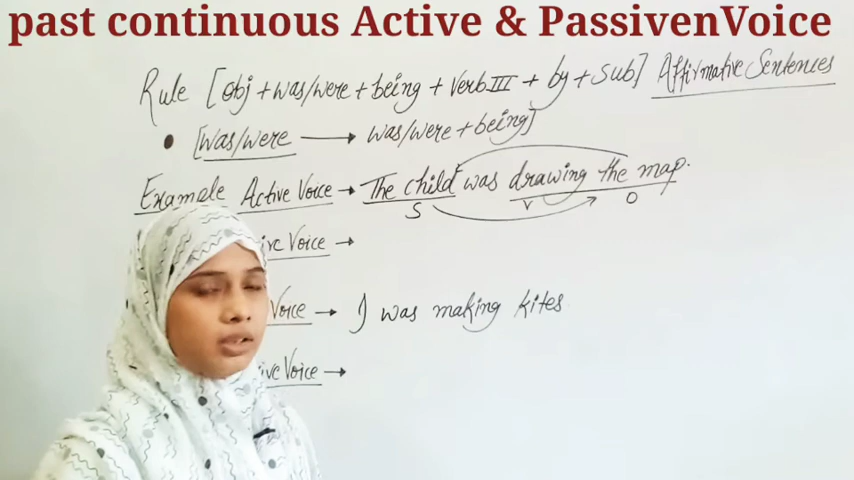 past continuous Active & PassivenVoice
Rule [obj + was/were + being + Verb III + by + Sub] Affirmative Sentences
• [was/were → was/were + being]
Example Active Voice → The child was drawing the map.
S V O
ive Voice →
Voice → I was making kites
ive Voice →